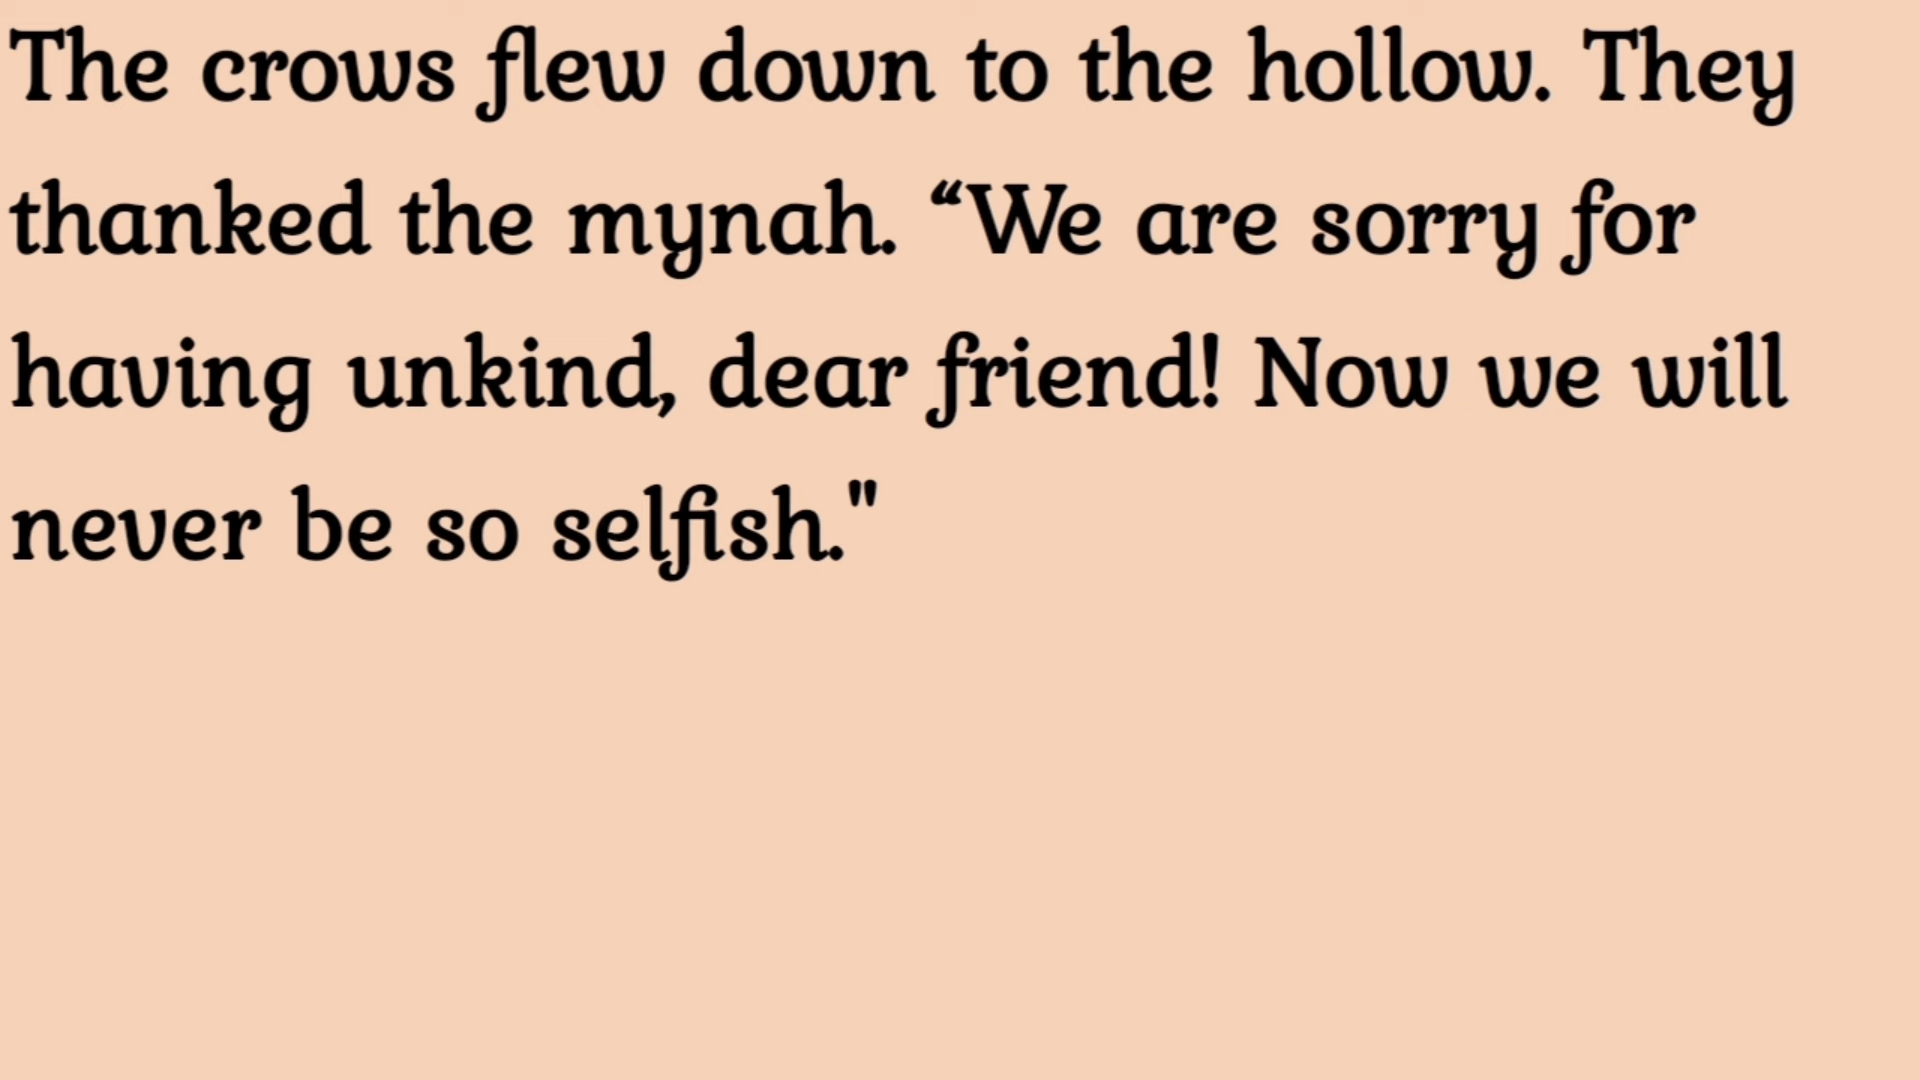 The crows flew down to the hollow. They
thanked the mynah. “We are sorry for
having unkind, dear friend! Now we will
never be so selfish."